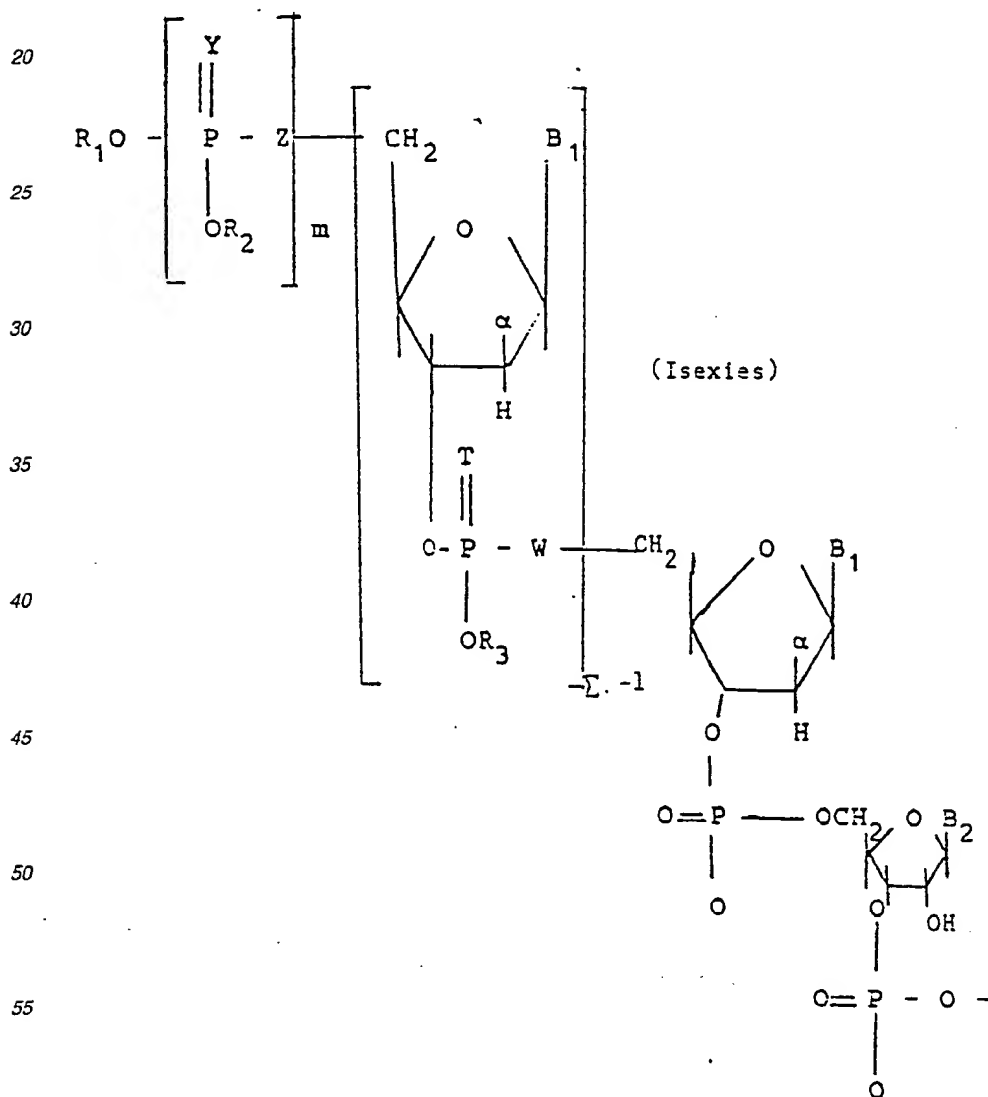 20
Y
R₁O - P - Z CH₂ B₁
25
OR₂ m O
30
α
(Isexies)
H
35
T
O- P - W CH₂ O B₁
40
OR₃ α
-Σ. -1
45
O H
O=P OCH₂ O B₂
50
O O OH
55
O=P - O -
O